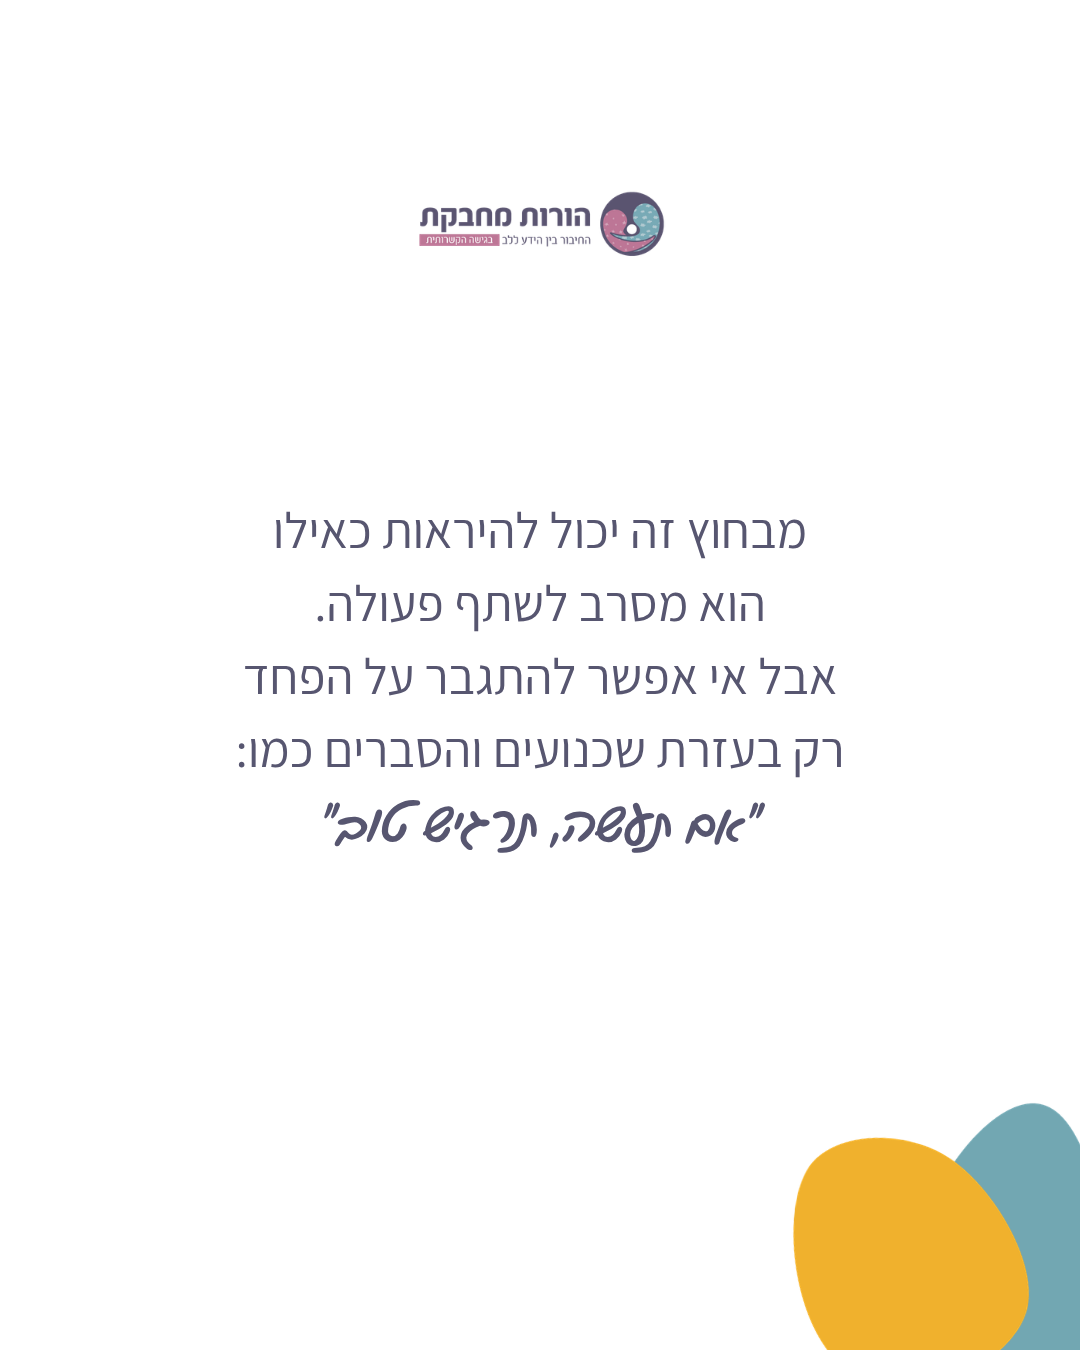 הורות מחבקת
החיבור בין הידע ללב בגישה הקשרותית
מבחוץ זה יכול להיראות כאילו
הוא מסרב לשתף פעולה.
אבל אי אפשר להתגבר על הפחד
רק בעזרת שכנועים והסברים כמו:
"אם תעשה, תרגיש טוב"